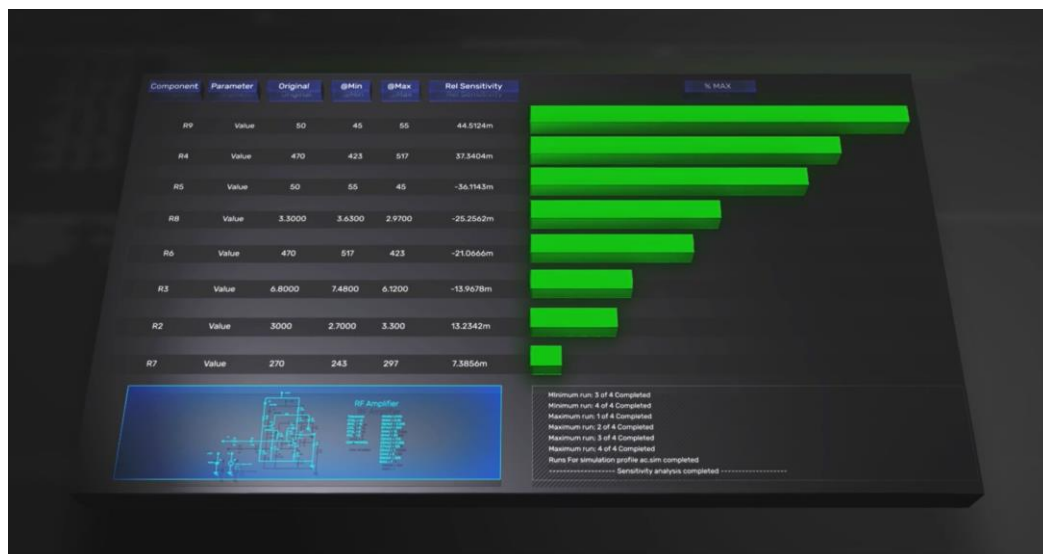 Component Parameter Original @Min @Max Rel Sensitivity % MAX
R9 Value 50 45 55 44.5124m
R4 Value 470 423 517 37.3404m
R5 Value 50 55 45 -36.1143m
R8 Value 3.3000 3.6300 2.9700 -25.2562m
R6 Value 470 517 423 -21.0666m
R3 Value 6.8000 7.4800 6.1200 -13.9678m
R2 Value 3000 2.7000 3.300 13.2342m
R7 Value 270 243 297 7.3856m
RF Amplifier
Minimum run: 3 of 4 Completed
Minimum run: 4 of 4 Completed
Maximum run: 1 of 4 Completed
Maximum run: 2 of 4 Completed
Maximum run: 3 of 4 Completed
Maximum run: 4 of 4 Completed
Runs For simulation profile ac.sim completed
Sensitivity analysis completed